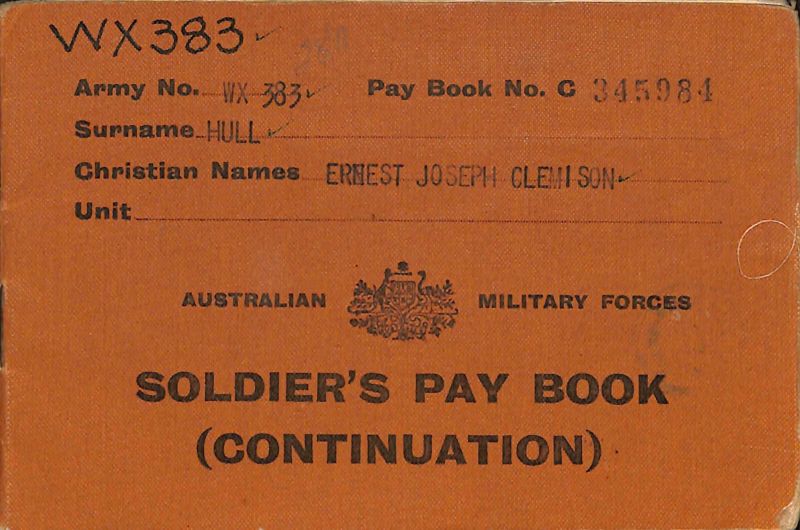 WX383
Army No. WX 383 Pay Book No. C 345984
Surname HULL
Christian Names ERNEST JOSEPH CLEMISON
Unit
AUSTRALIAN MILITARY FORCES
SOLDIER'S PAY BOOK
(CONTINUATION)